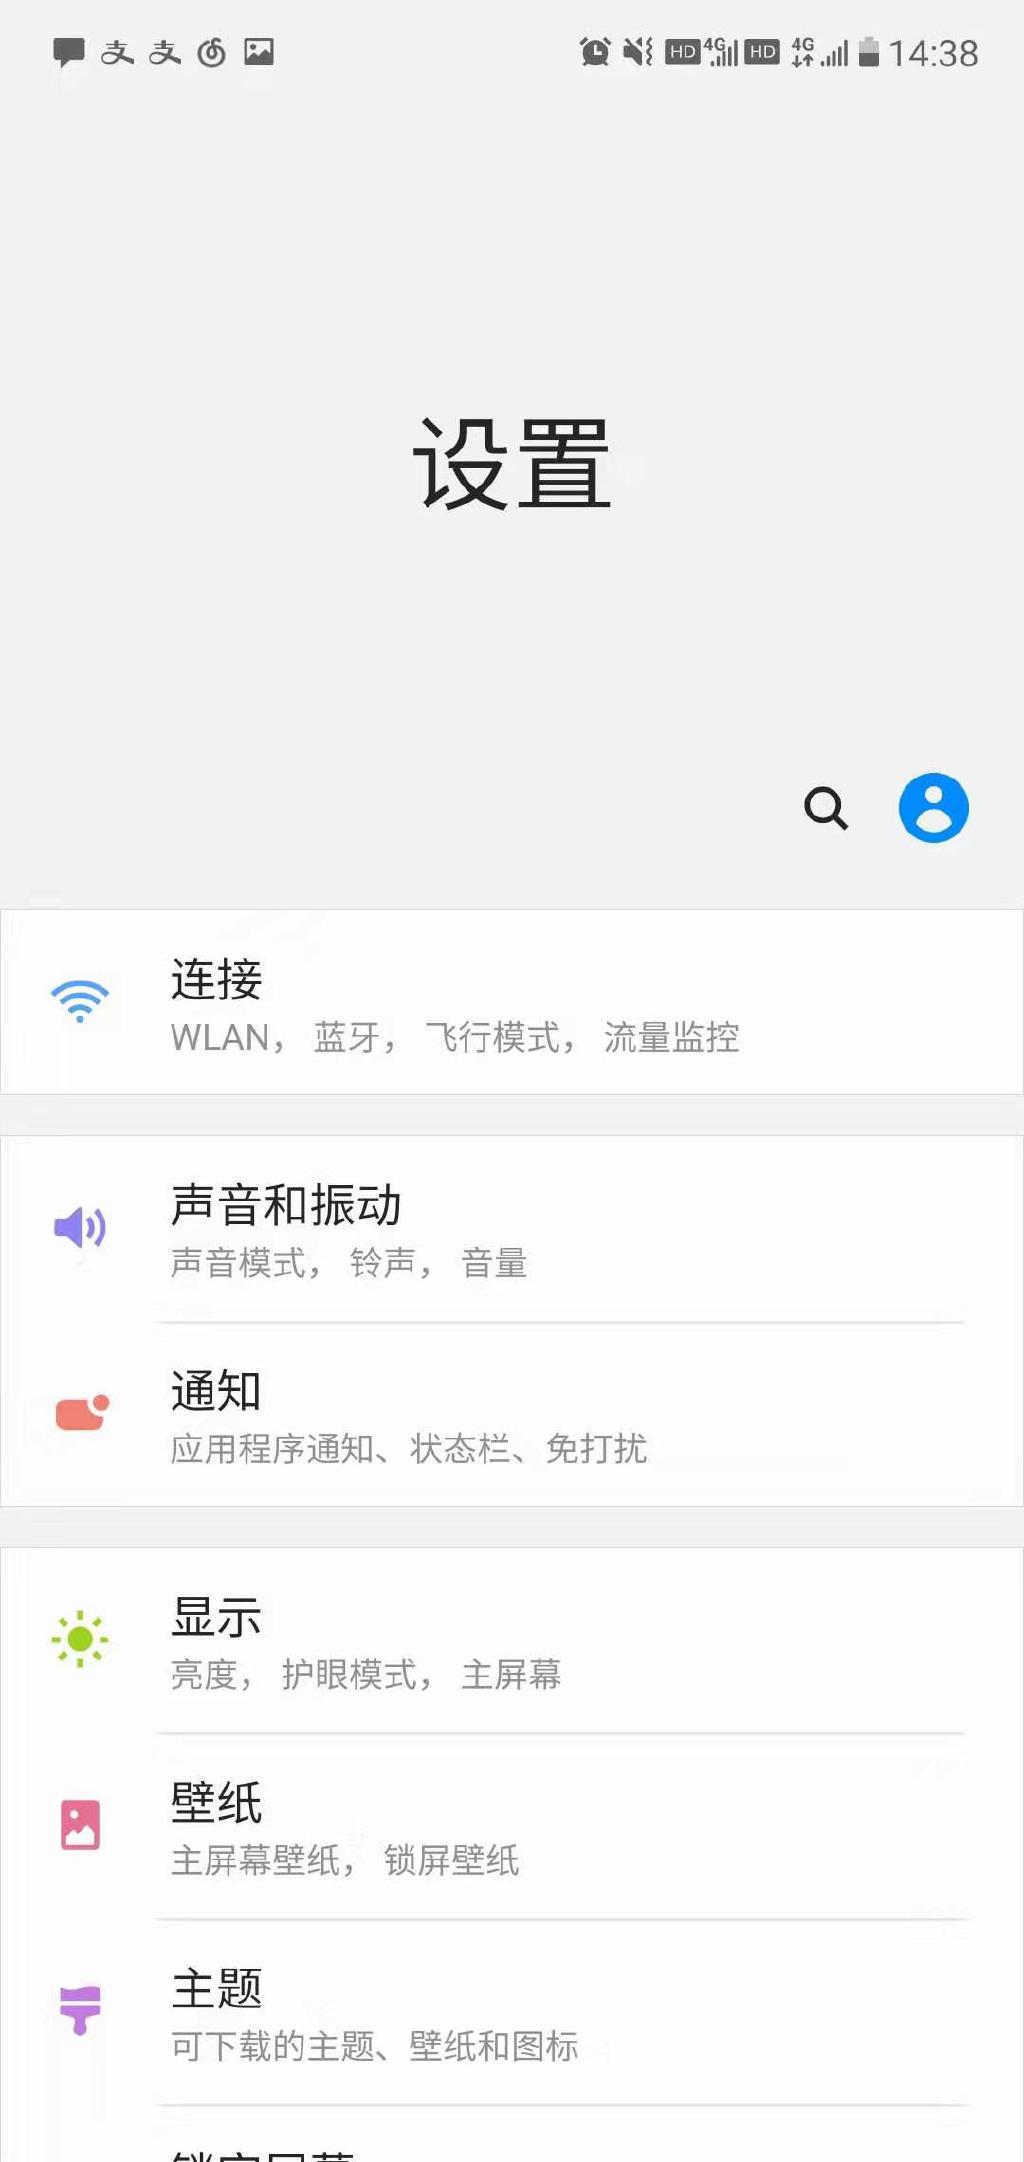 支 支 HD 4G HD 4G 14:38
设置
连接
WLAN， 蓝牙， 飞行模式， 流量监控
声音和振动
声音模式， 铃声， 音量
通知
应用程序通知、状态栏、免打扰
显示
亮度， 护眼模式， 主屏幕
壁纸
主屏幕壁纸， 锁屏壁纸
主题
可下载的主题、壁纸和图标